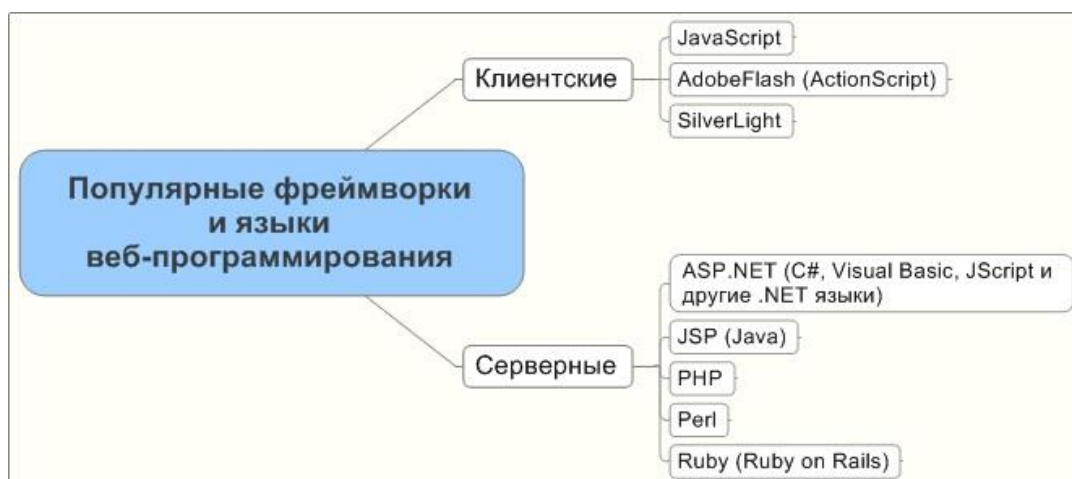 Популярные фреймворки
и языки
веб-программирования
Клиентские
JavaScript
AdobeFlash (ActionScript)
SilverLight
Серверные
ASP.NET (C#, Visual Basic, JScript и
другие .NET языки)
JSP (Java)
PHP
Perl
Ruby (Ruby on Rails)